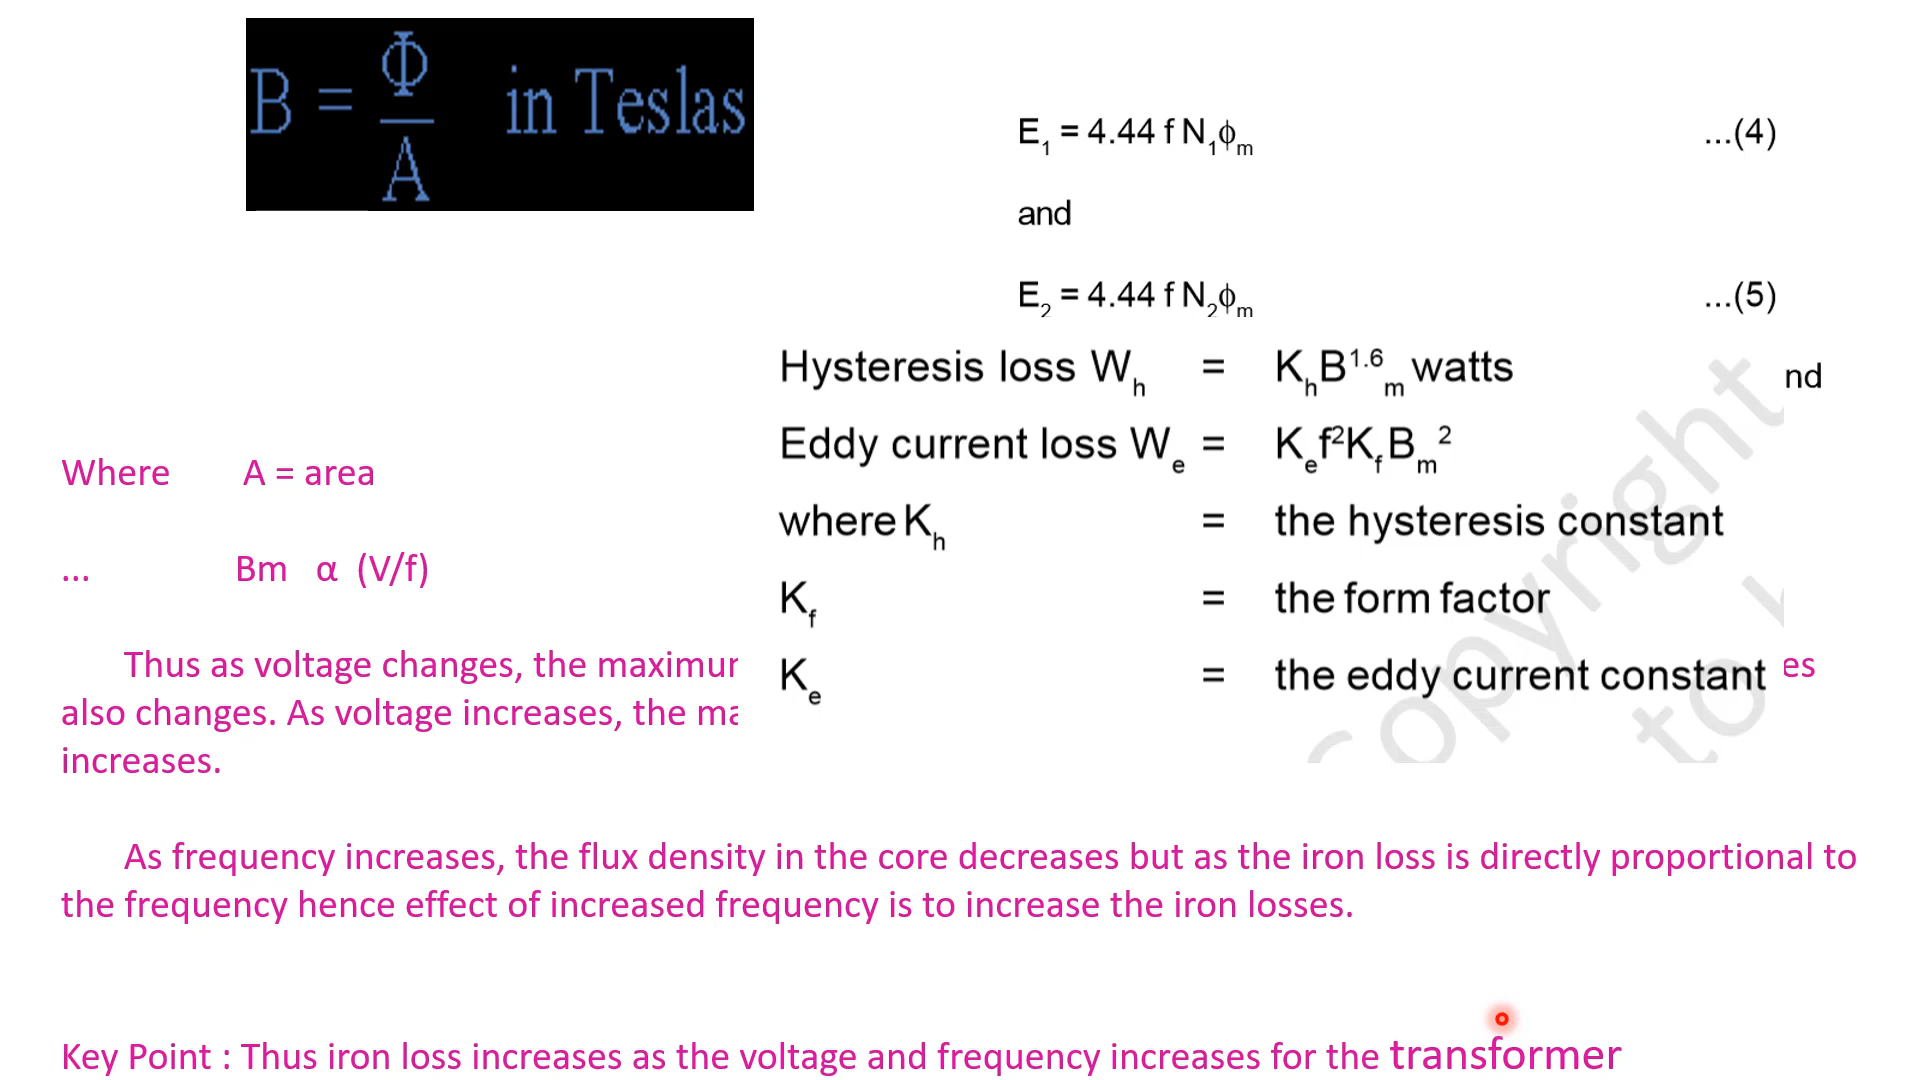 B = Φ/A in Teslas
E₁ = 4.44 f N₁ϕₘ ...(4)
and
E₂ = 4.44 f N₂ϕₘ ...(5)
Hysteresis loss Wₕ = KₕB¹·⁶ₘ watts
nd
Eddy current loss Wₑ = Kₑf²K_fBₘ²
where Kₕ = the hysteresis constant
K_f = the form factor
Kₑ = the eddy current constant
Copyright
to
Where A = area
... Bm α (V/f)
Thus as voltage changes, the es
also changes. As voltage increases, the
increases.
As frequency increases, the flux density in the core decreases but as the iron loss is directly proportional to
the frequency hence effect of increased frequency is to increase the iron losses.
Key Point : Thus iron loss increases as the voltage and frequency increases for the transformer